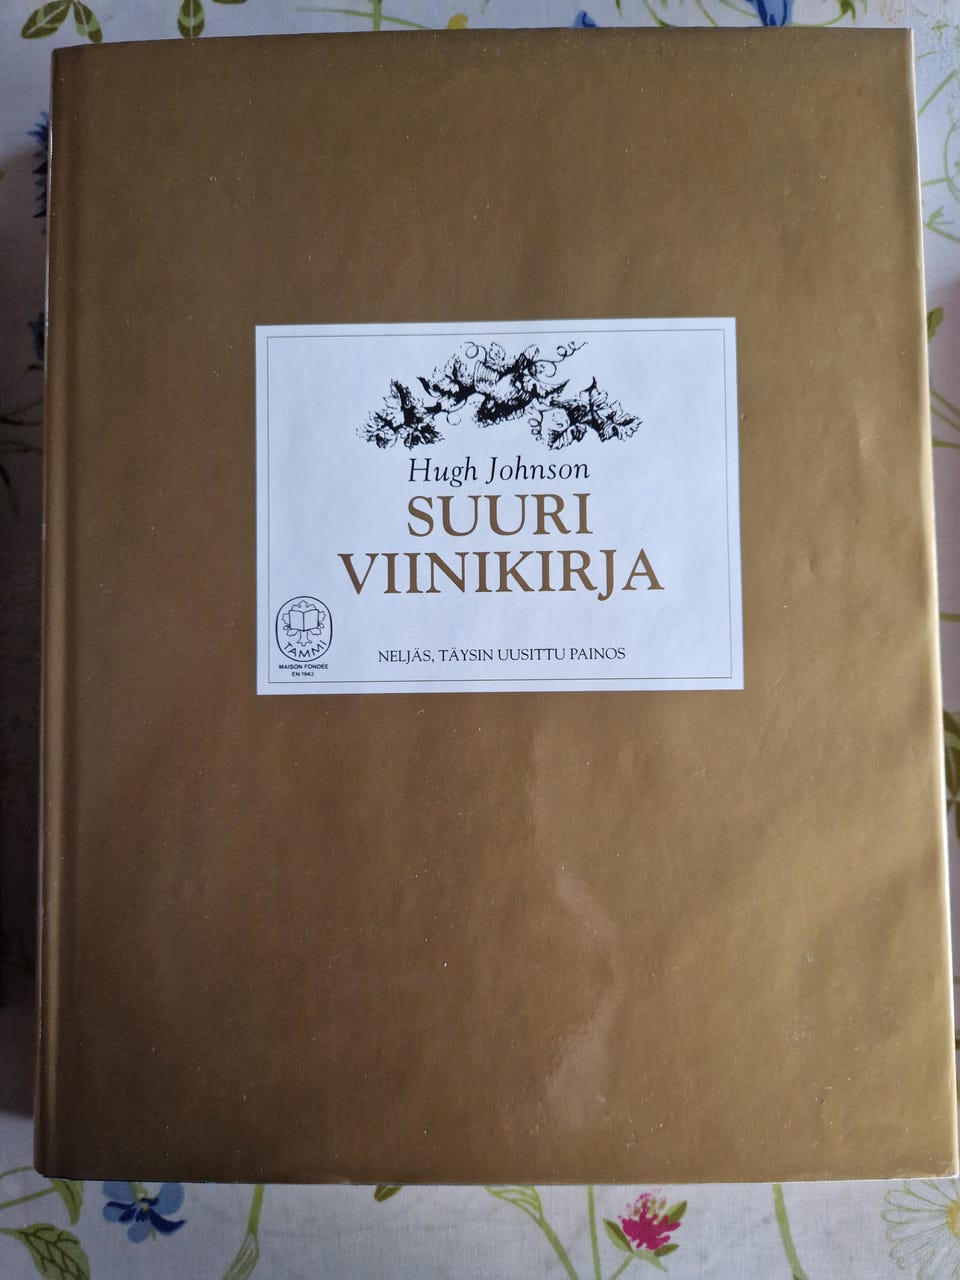 Hugh Johnson
SUURI
VIINIKIRJA
NELJÄS, TÄYSIN UUSITTU PAINOS
TAMMI
MAISON FONDÉE
EN 1943